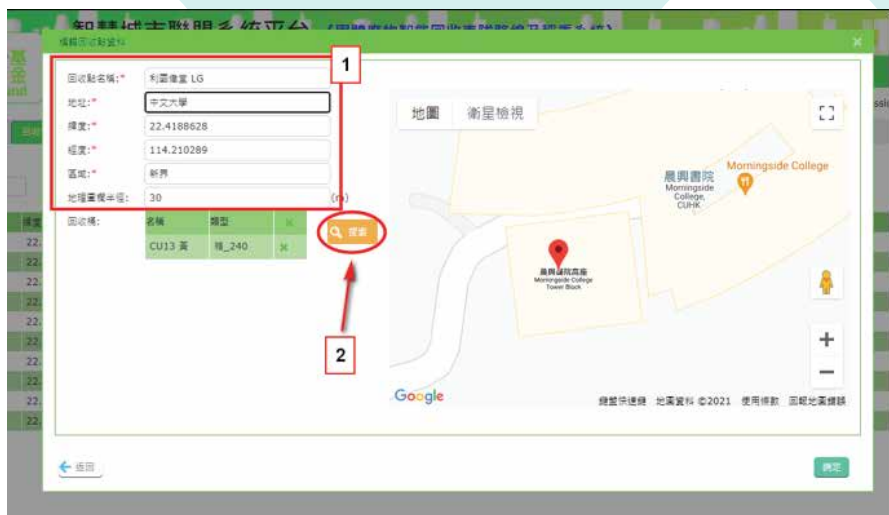 智慧城市聯盟系統平台
編輯回收點資料
1
回收點名稱:*
利希慎堂 LG
地址:*
中文大學
緯度:*
22.4188628
經度:*
114.210289
區域:*
新界
地理圍欄半徑:
30
(m)
回收桶:
名稱
類型
CU13 黃
桶_240
搜索
2
地圖
衛星檢視
Morningside College
晨興書院
Morningside
College,
CUHK
晨興書院高座
Morningside College
Tower Block
Google
鍵盤快速鍵
地圖資料 ©2021
使用條款
回報地圖錯誤
返回
確定